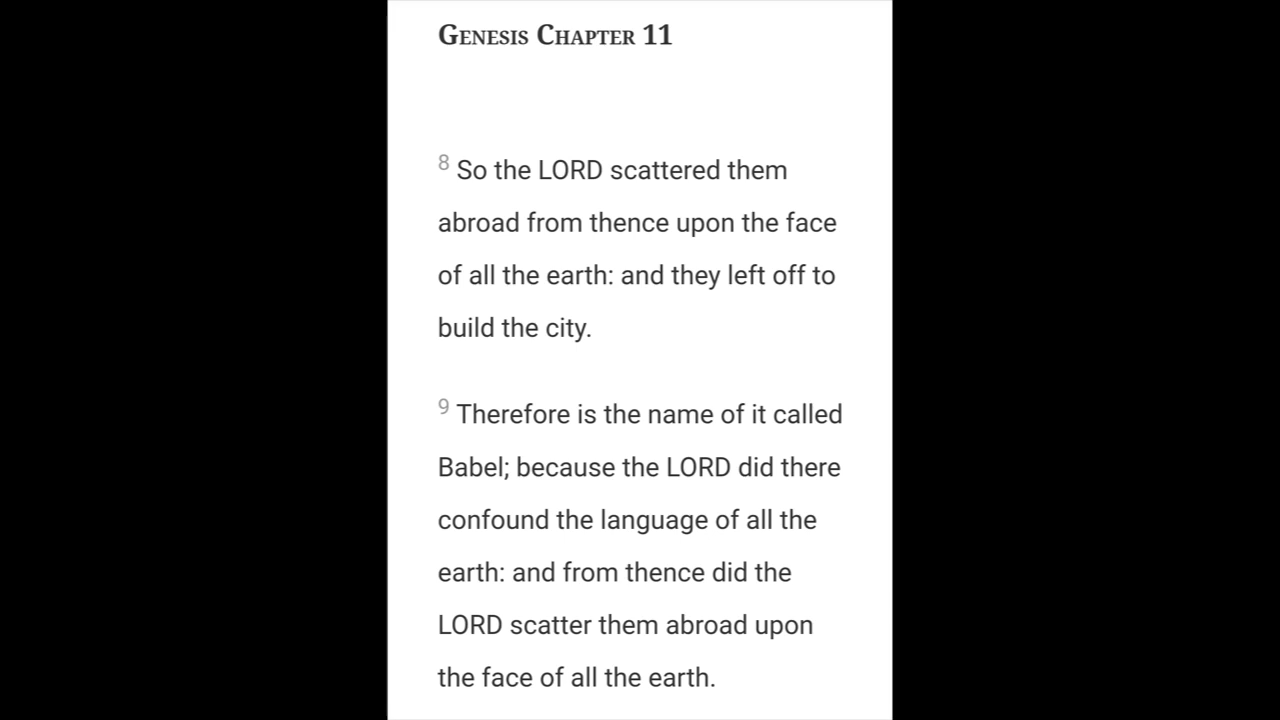 Genesis Chapter 11
8 So the LORD scattered them
abroad from thence upon the face
of all the earth: and they left off to
build the city.
9 Therefore is the name of it called
Babel; because the LORD did there
confound the language of all the
earth: and from thence did the
LORD scatter them abroad upon
the face of all the earth.